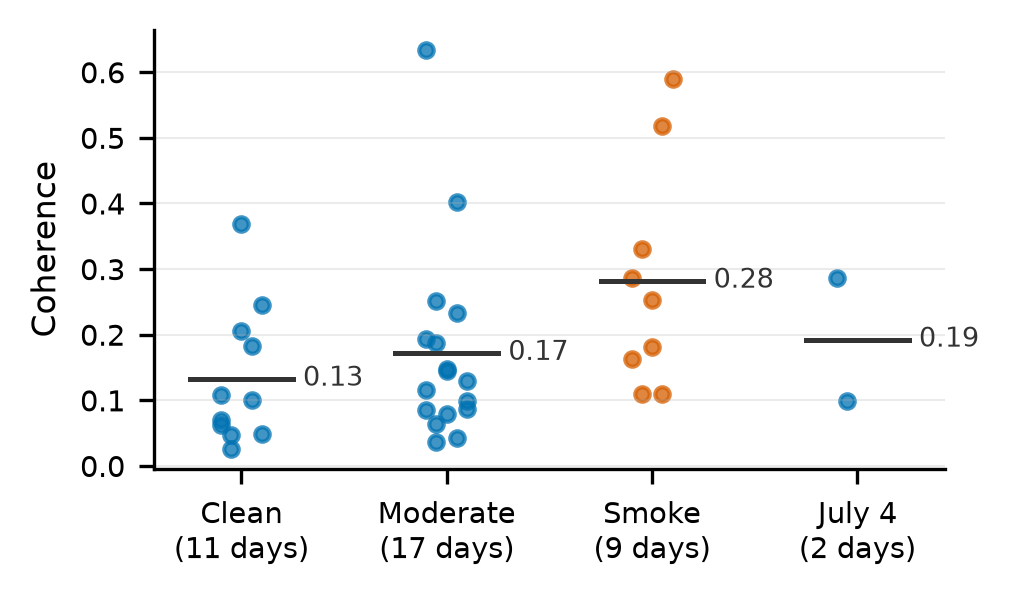 Coherence
0.6
0.5
0.4
0.3
0.2
0.1
0.0
0.13
0.17
0.28
0.19
Clean
(11 days)
Moderate
(17 days)
Smoke
(9 days)
July 4
(2 days)